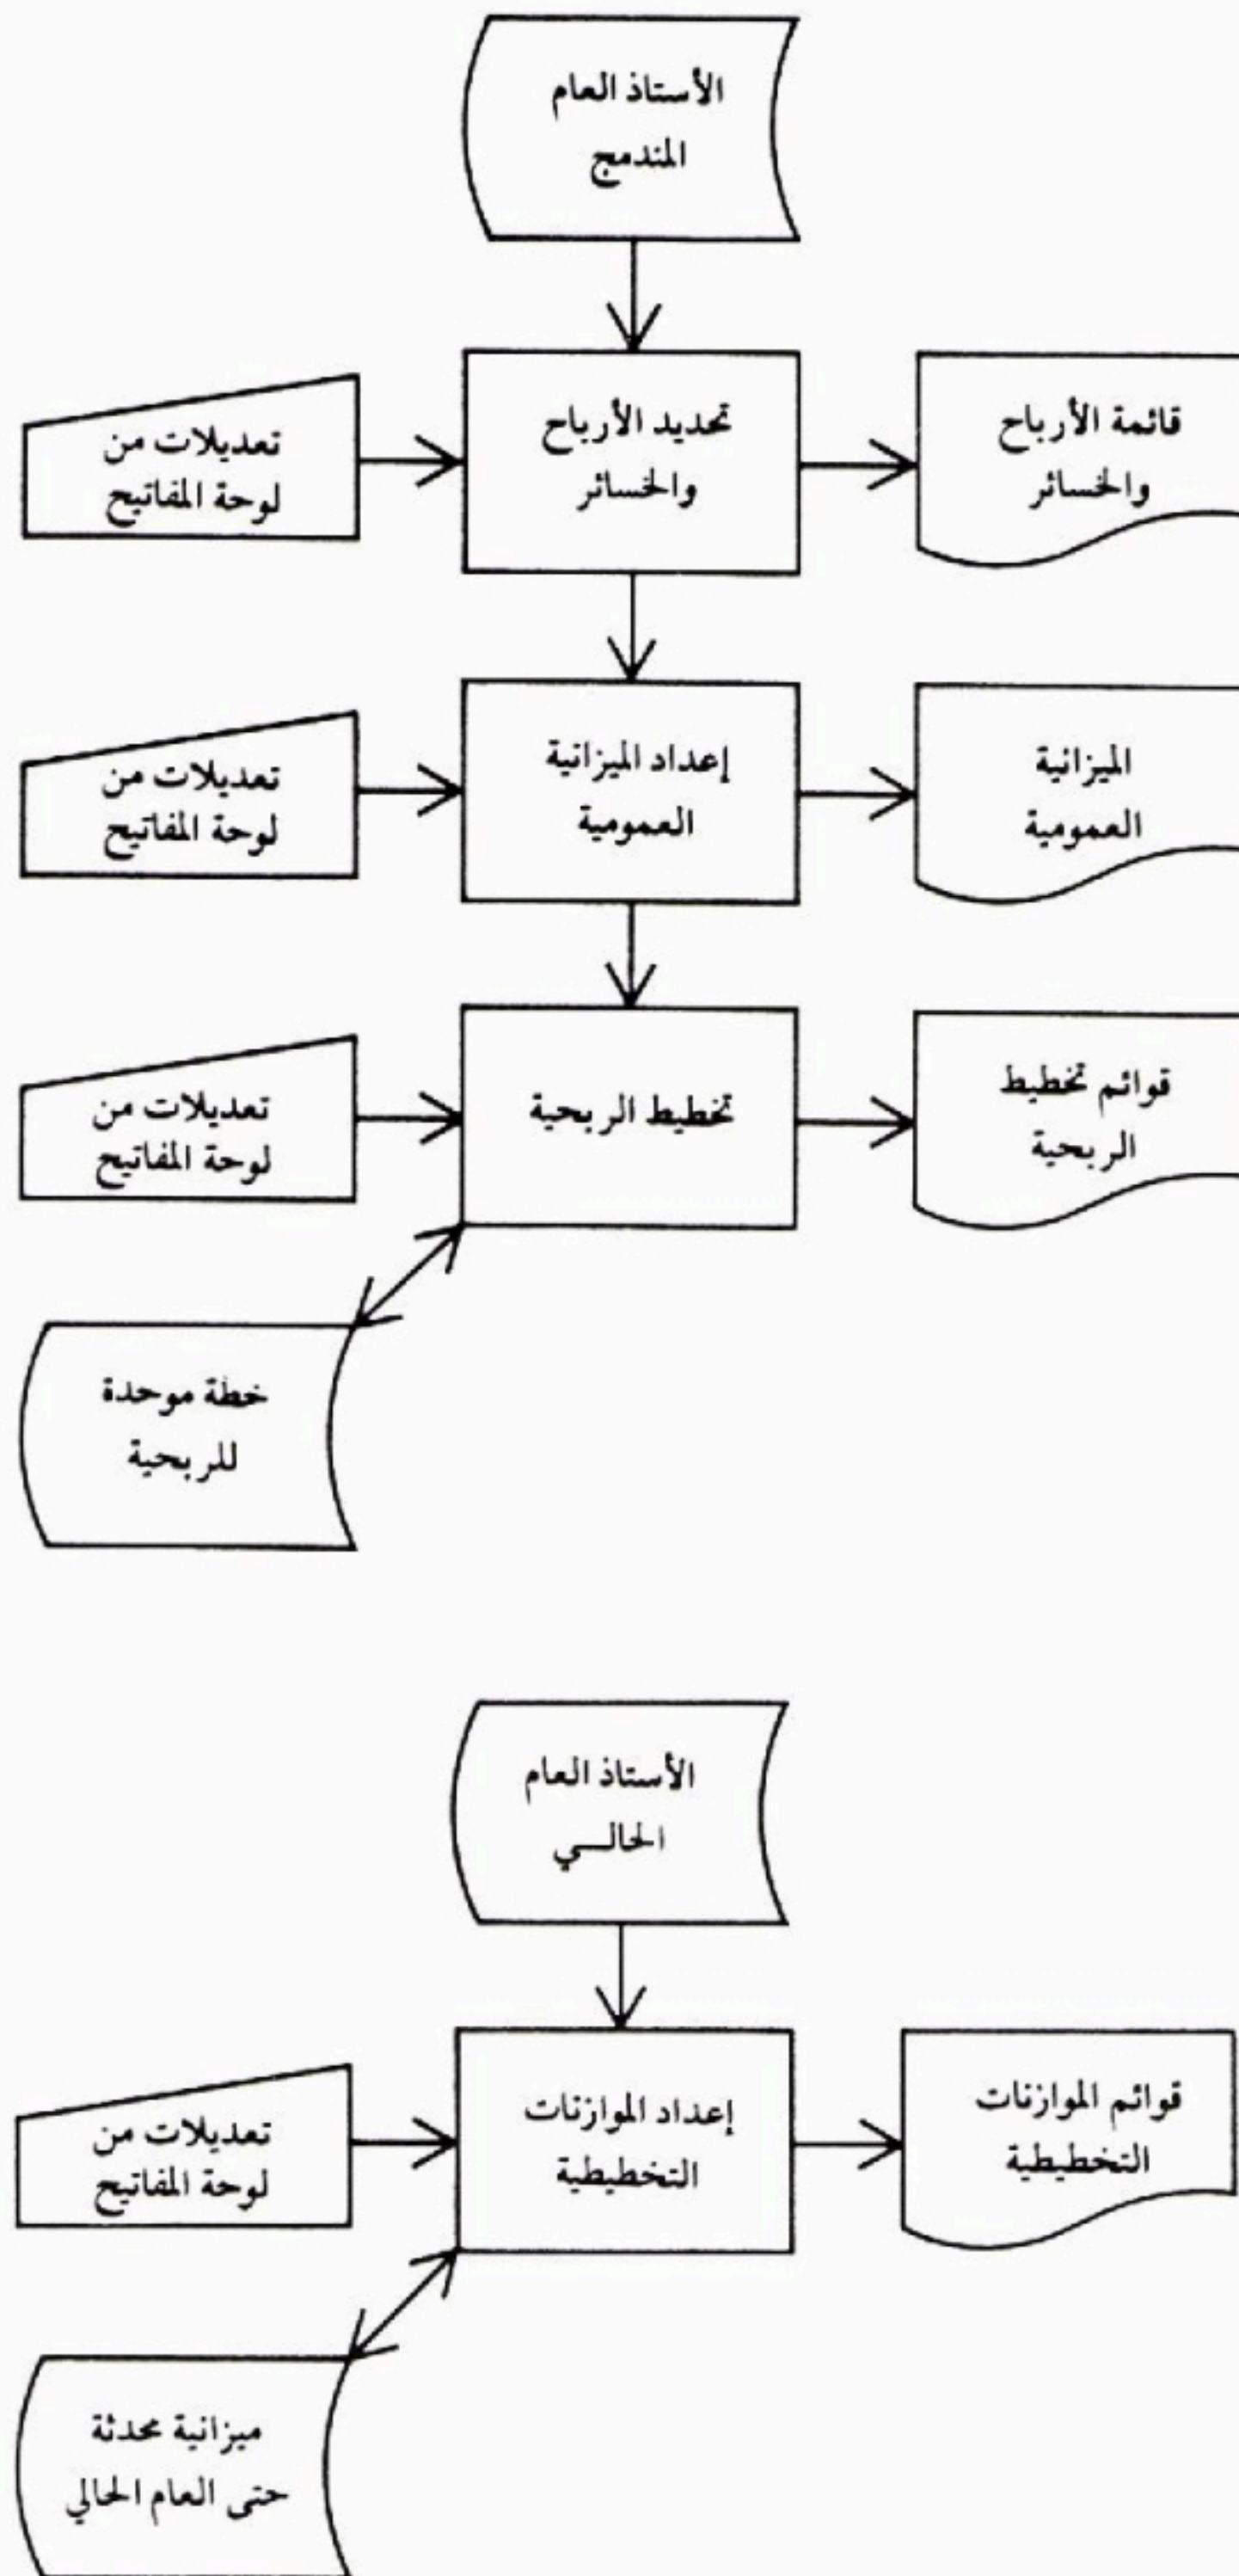 الأستاذ العام
المندمج
تحديد الأرباح
والخسائر
قائمة الأرباح
والخسائر
تعديلات من
لوحة المفاتيح
إعداد الميزانية
العمومية
الميزانية
العمومية
تعديلات من
لوحة المفاتيح
تخطيط الربحية
قوائم تخطيط
الربحية
تعديلات من
لوحة المفاتيح
خطة موحدة
للربحية
الأستاذ العام
الحالـي
إعداد الموازنات
التخطيطية
قوائم الموازنات
التخطيطية
تعديلات من
لوحة المفاتيح
ميزانية محدثة
حتى العام الحالي